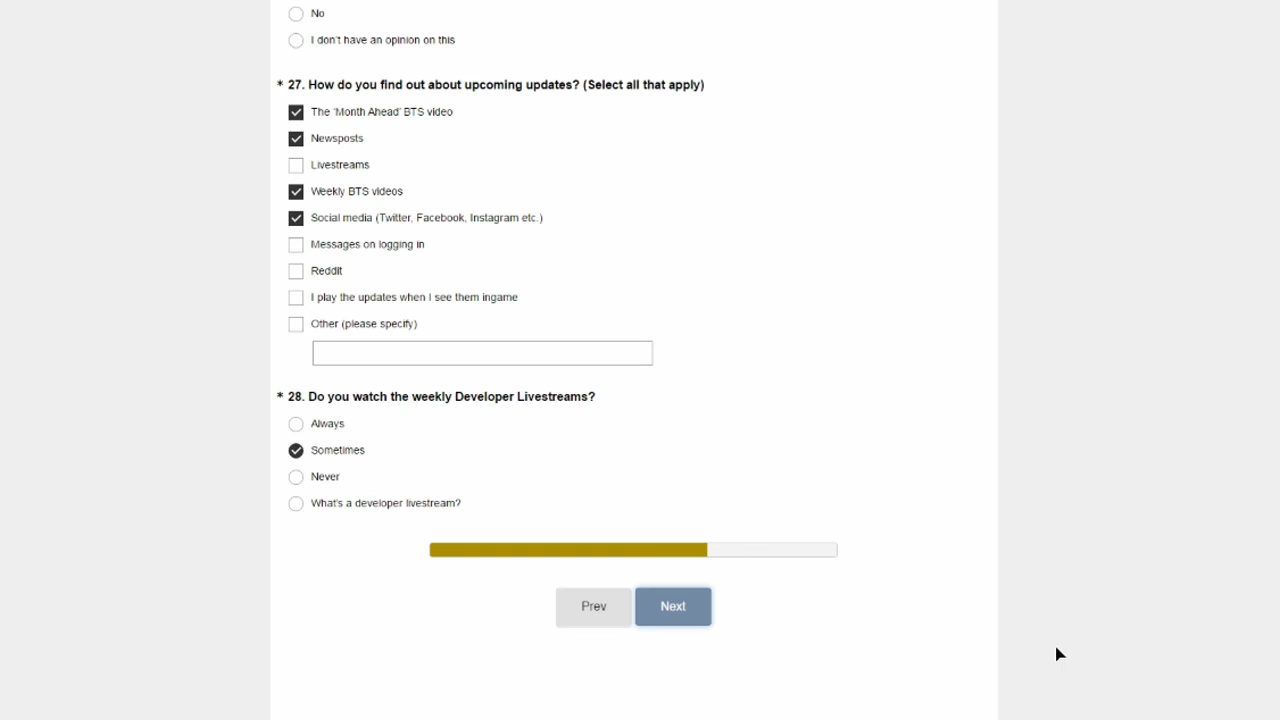 No
I don't have an opinion on this
* 27. How do you find out about upcoming updates? (Select all that apply)
The 'Month Ahead' BTS video
Newsposts
Livestreams
Weekly BTS videos
Social media (Twitter, Facebook, Instagram etc.)
Messages on logging in
Reddit
I play the updates when I see them ingame
Other (please specify)
* 28. Do you watch the weekly Developer Livestreams?
Always
Sometimes
Never
What's a developer livestream?
Prev Next